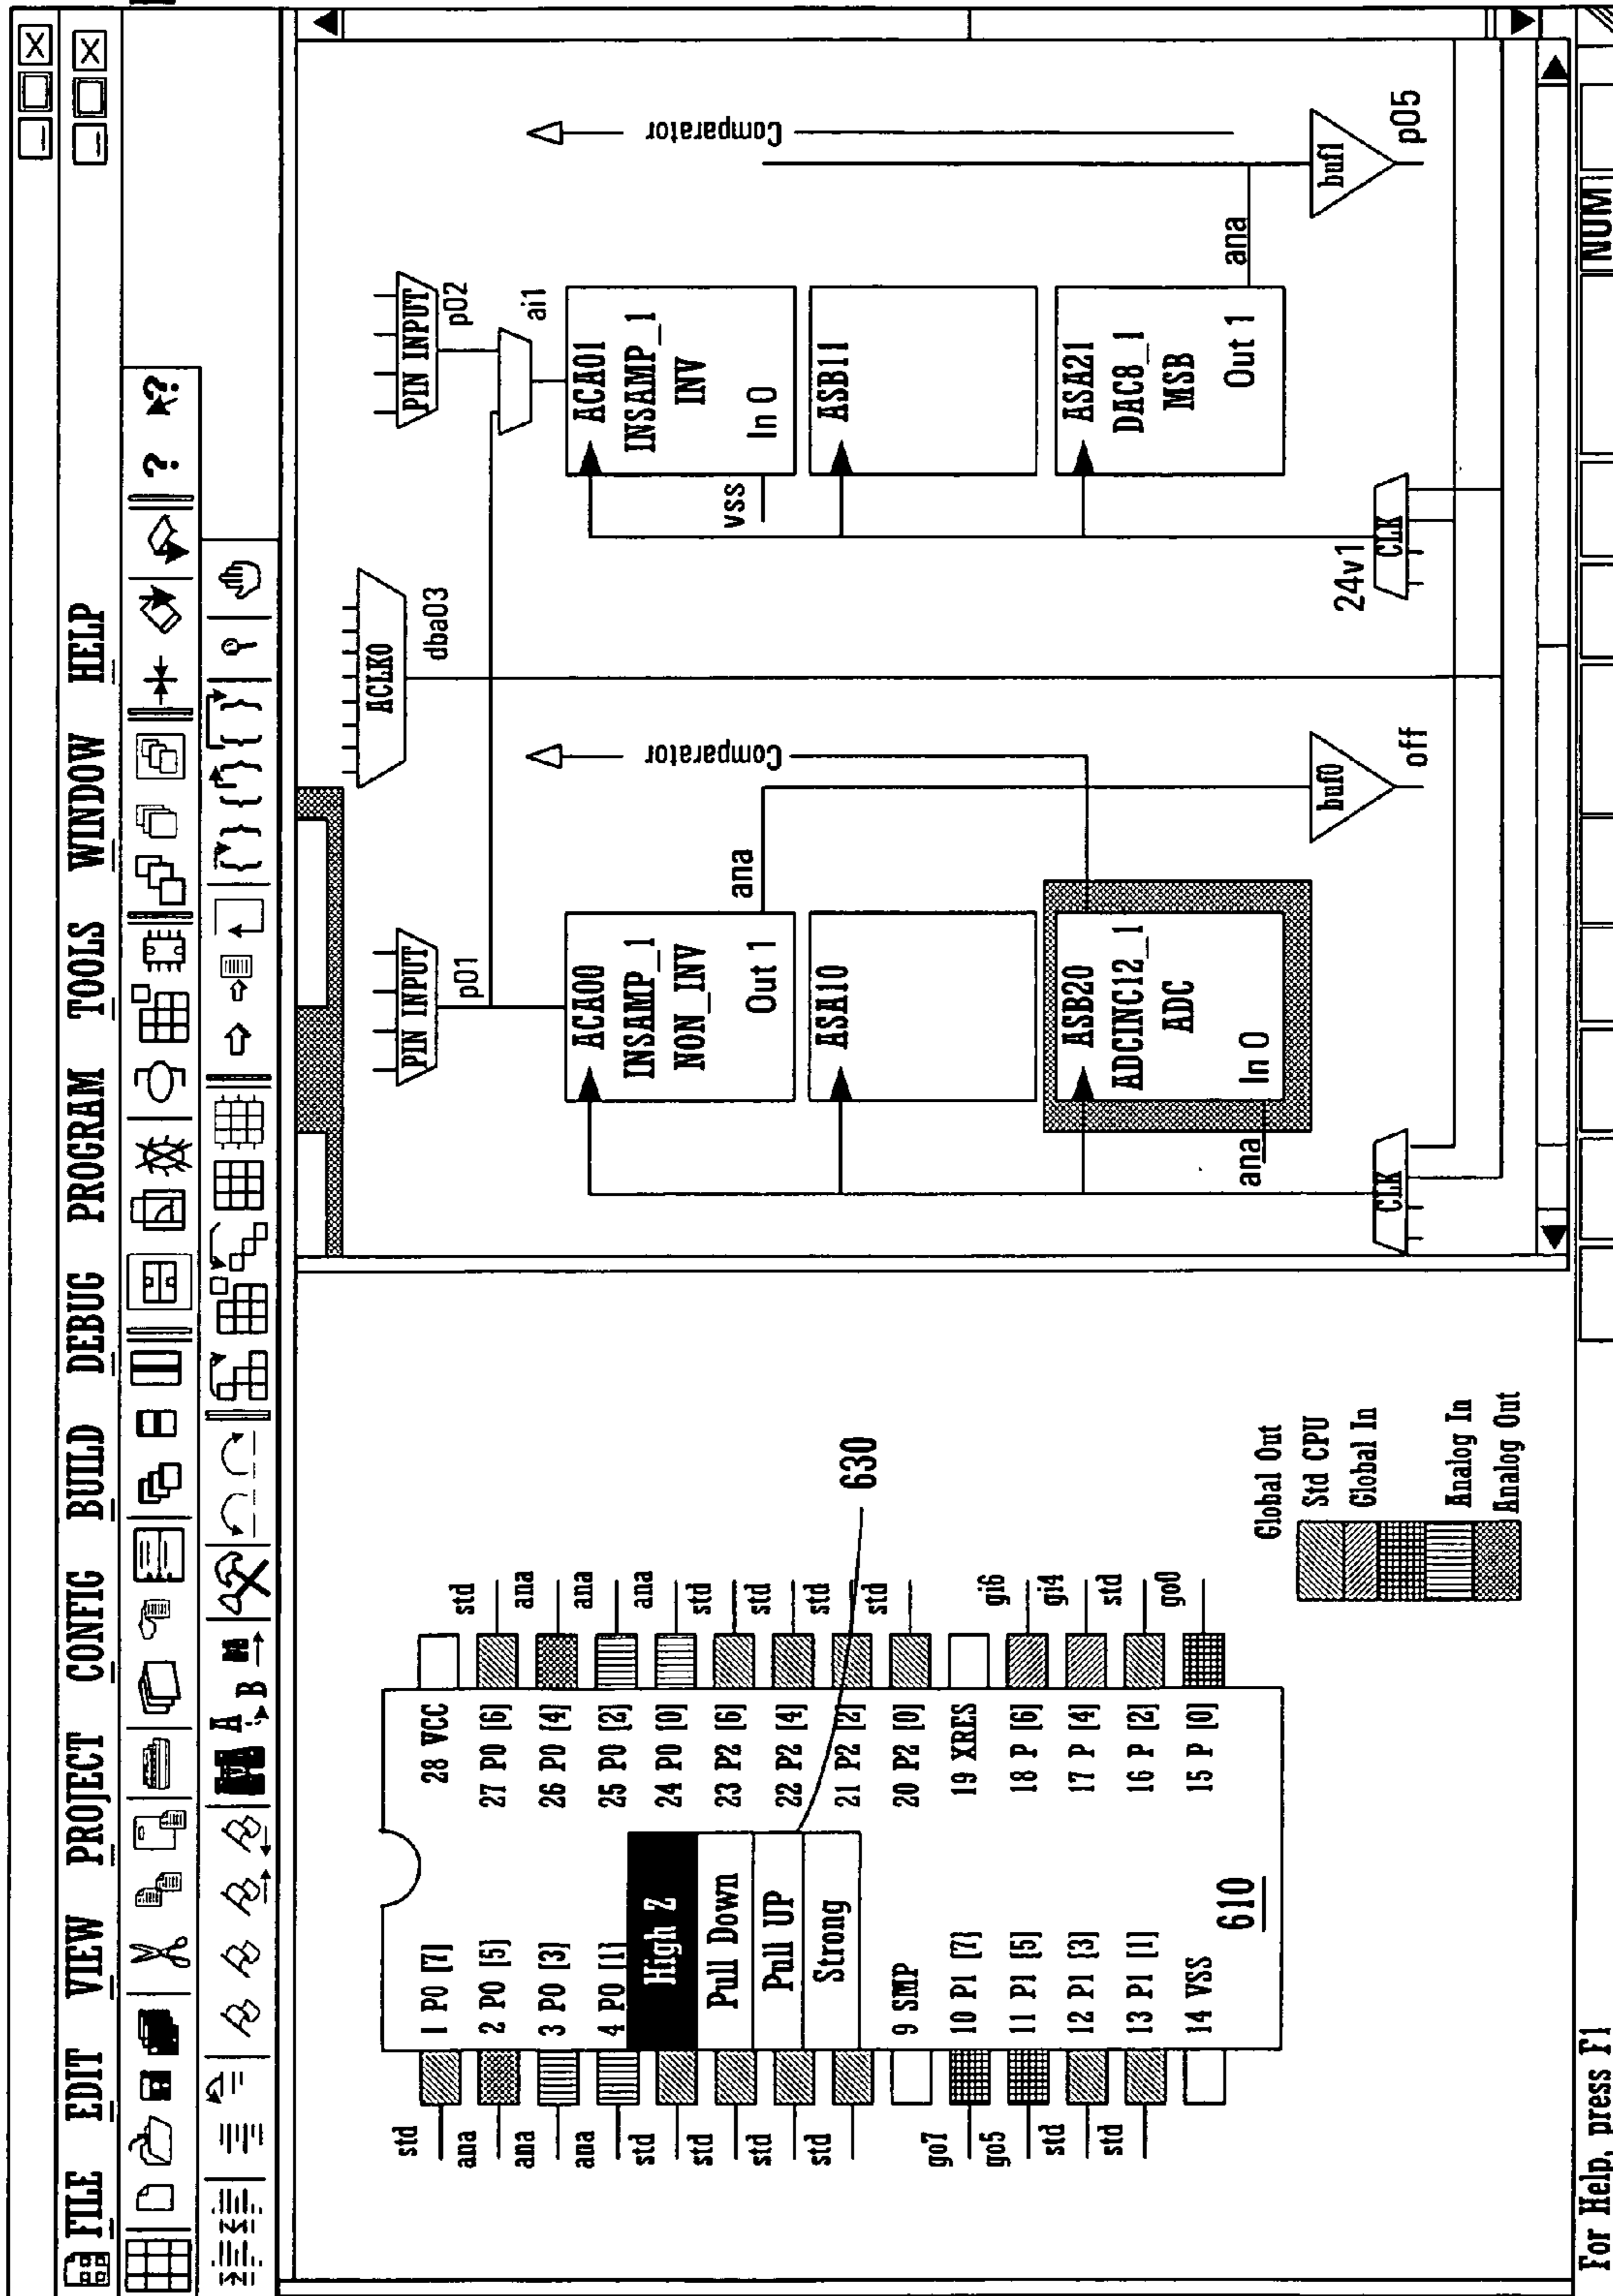 FILE EDIT VIEW PROJECT CONFIG BUILD DEBUG PROGRAM TOOLS WINDOW HELP
? ?
A
B
std
ana
ana
ana
std
std
std
std
go7
go5
std
std
1 P0 [7]
2 P0 [5]
3 P0 [3]
4 P0 [1]
High Z
Pull Down
Pull UP
Strong
9 SMP
10 P1 [7]
11 P1 [5]
12 P1 [3]
13 P1 [1]
14 VSS
610
28 VCC
27 P0 [6]
26 P0 [4]
25 P0 [2]
24 P0 [0]
23 P2 [6]
22 P2 [4]
21 P2 [2]
20 P2 [0]
19 XRES
18 P [6]
17 P [4]
16 P [2]
15 P [0]
std
ana
ana
ana
std
std
std
std
gi6
gi4
std
go0
630
Global Out
Std CPU
Global In
Analog In
Analog Out
PIN INPUT
p01
ACA00
INSAMP_1
NON_INV
Out 1
ana
ASA10
ASB20
ADCINC12_1
ADC
In 0
ana
CLK
Comparator
buf0
off
ACLK0
dba03
PIN INPUT
p02
ai1
ACA01
INSAMP_1
INV
In 0
vss
ASB11
ASA21
DAC8_1
MSB
Out 1
ana
24v1
CLK
Comparator
buf1
p05
For Help, press F1
NUM